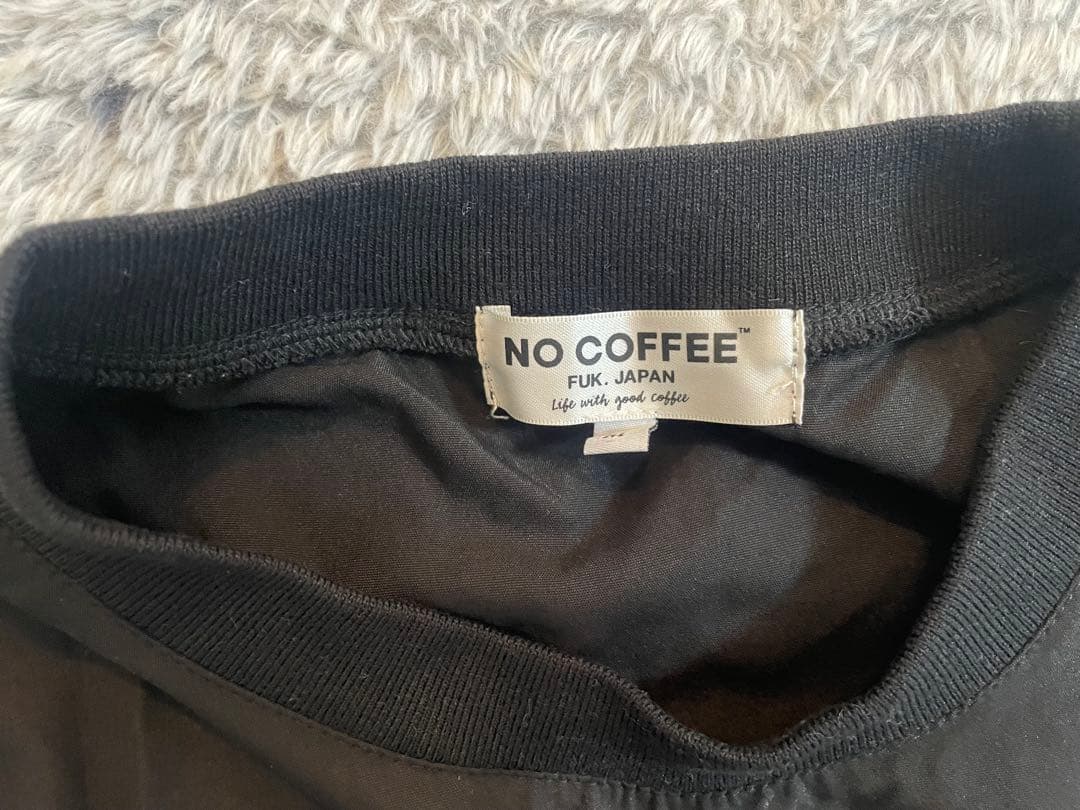 NO COFFEE™
FUK. JAPAN
Life with good coffee